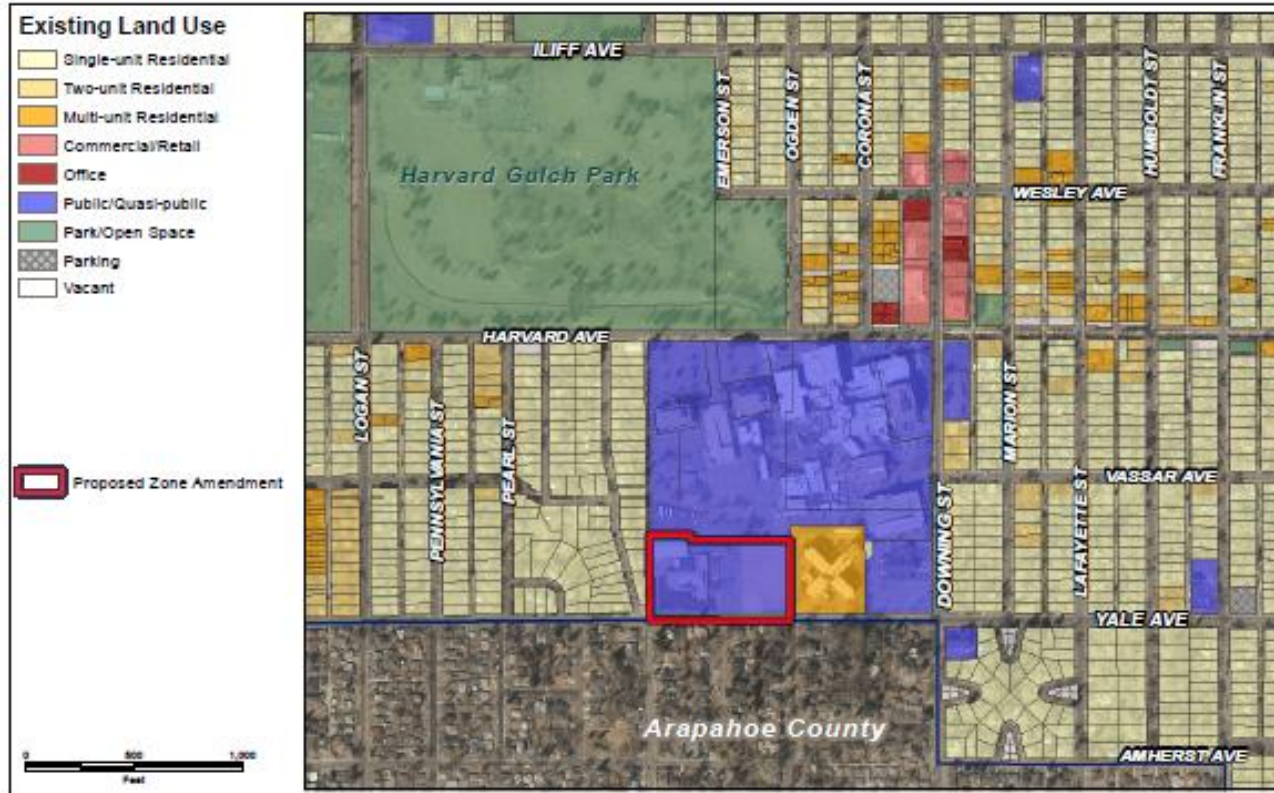 Existing Land Use
Single-unit Residential
Two-unit Residential
Multi-unit Residential
Commercial/Retail
Office
Public/Quasi-public
Park/Open Space
Parking
Vacant
Proposed Zone Amendment
0 500 1,000
Feet
ILIFF AVE
EMERSON ST
OGDEN ST
CORONA ST
HUMBOLDT ST
FRANKLIN ST
Harvard Gulch Park
WESLEY AVE
HARVARD AVE
LOGAN ST
PENNSYLVANIA ST
PEARL ST
MARION ST
VASSAR AVE
DOWNING ST
LAFAYETTE ST
YALE AVE
Arapahoe County
AMHERST AVE